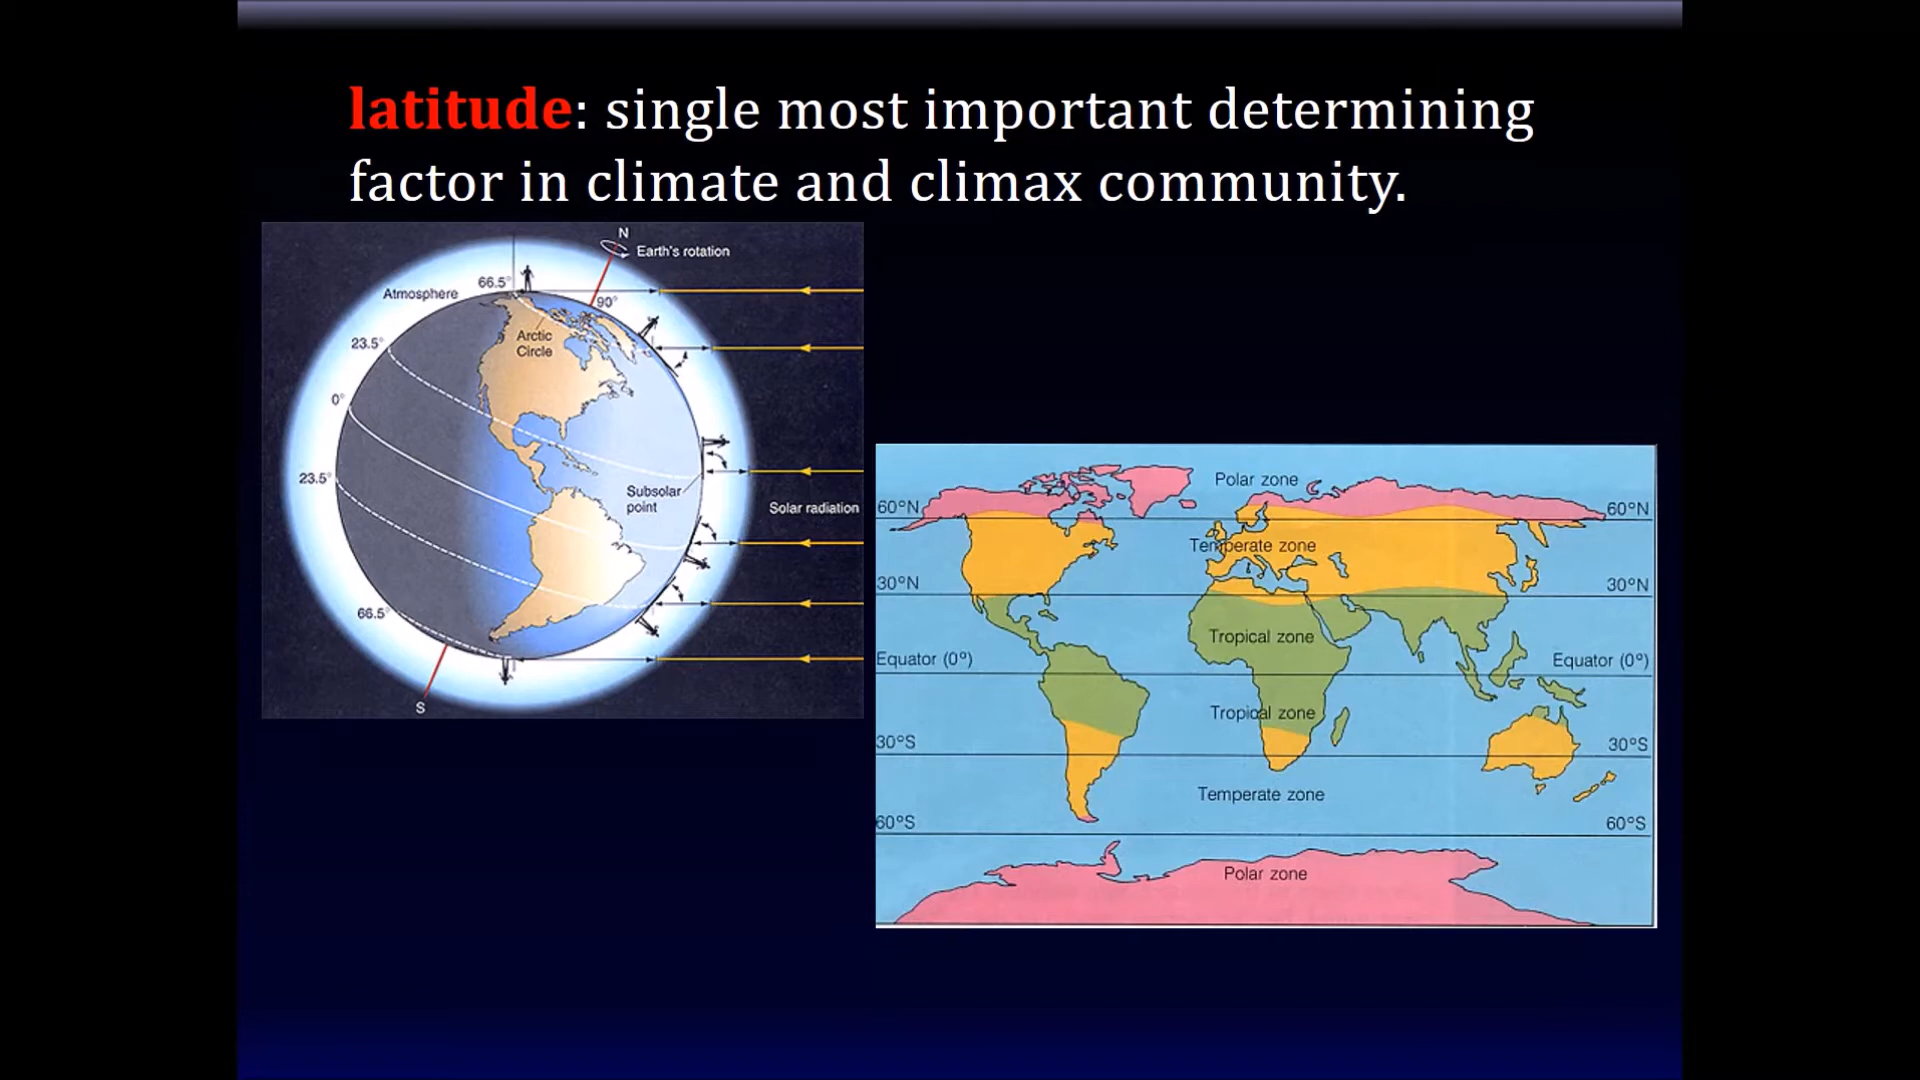 latitude: single most important determining
factor in climate and climax community.
N
Earth's rotation
66.5°
Atmosphere
90°
Arctic
Circle
23.5°
0°
23.5°
Subsolar
point
Solar radiation
66.5°
S
Polar zone
60°N
60°N
Temperate zone
30°N
30°N
Tropical zone
Equator (0°)
Equator (0°)
Tropical zone
30°S
30°S
Temperate zone
60°S
60°S
Polar zone